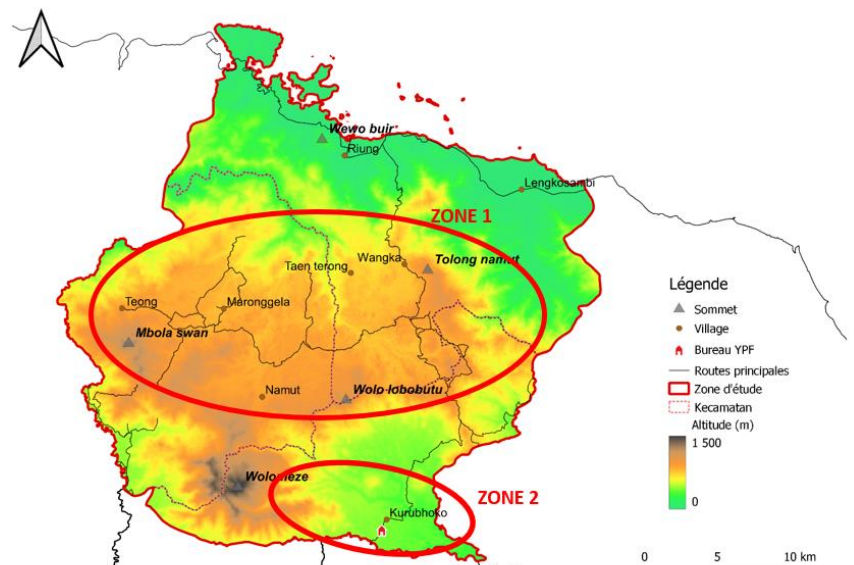 Wewo buir
Riung
Lengkosambi
ZONE 1
Wangka
Tolong namut
Taen terong
Teong
Maronggela
Mbola swan
Namut
Wolo lobobutu
Wolomeze
ZONE 2
Kurubhoko
Légende
Sommet
Village
Bureau YPF
Routes principales
Zone d'étude
Kecamatan
Altitude (m)
1 500
0
0 5 10 km